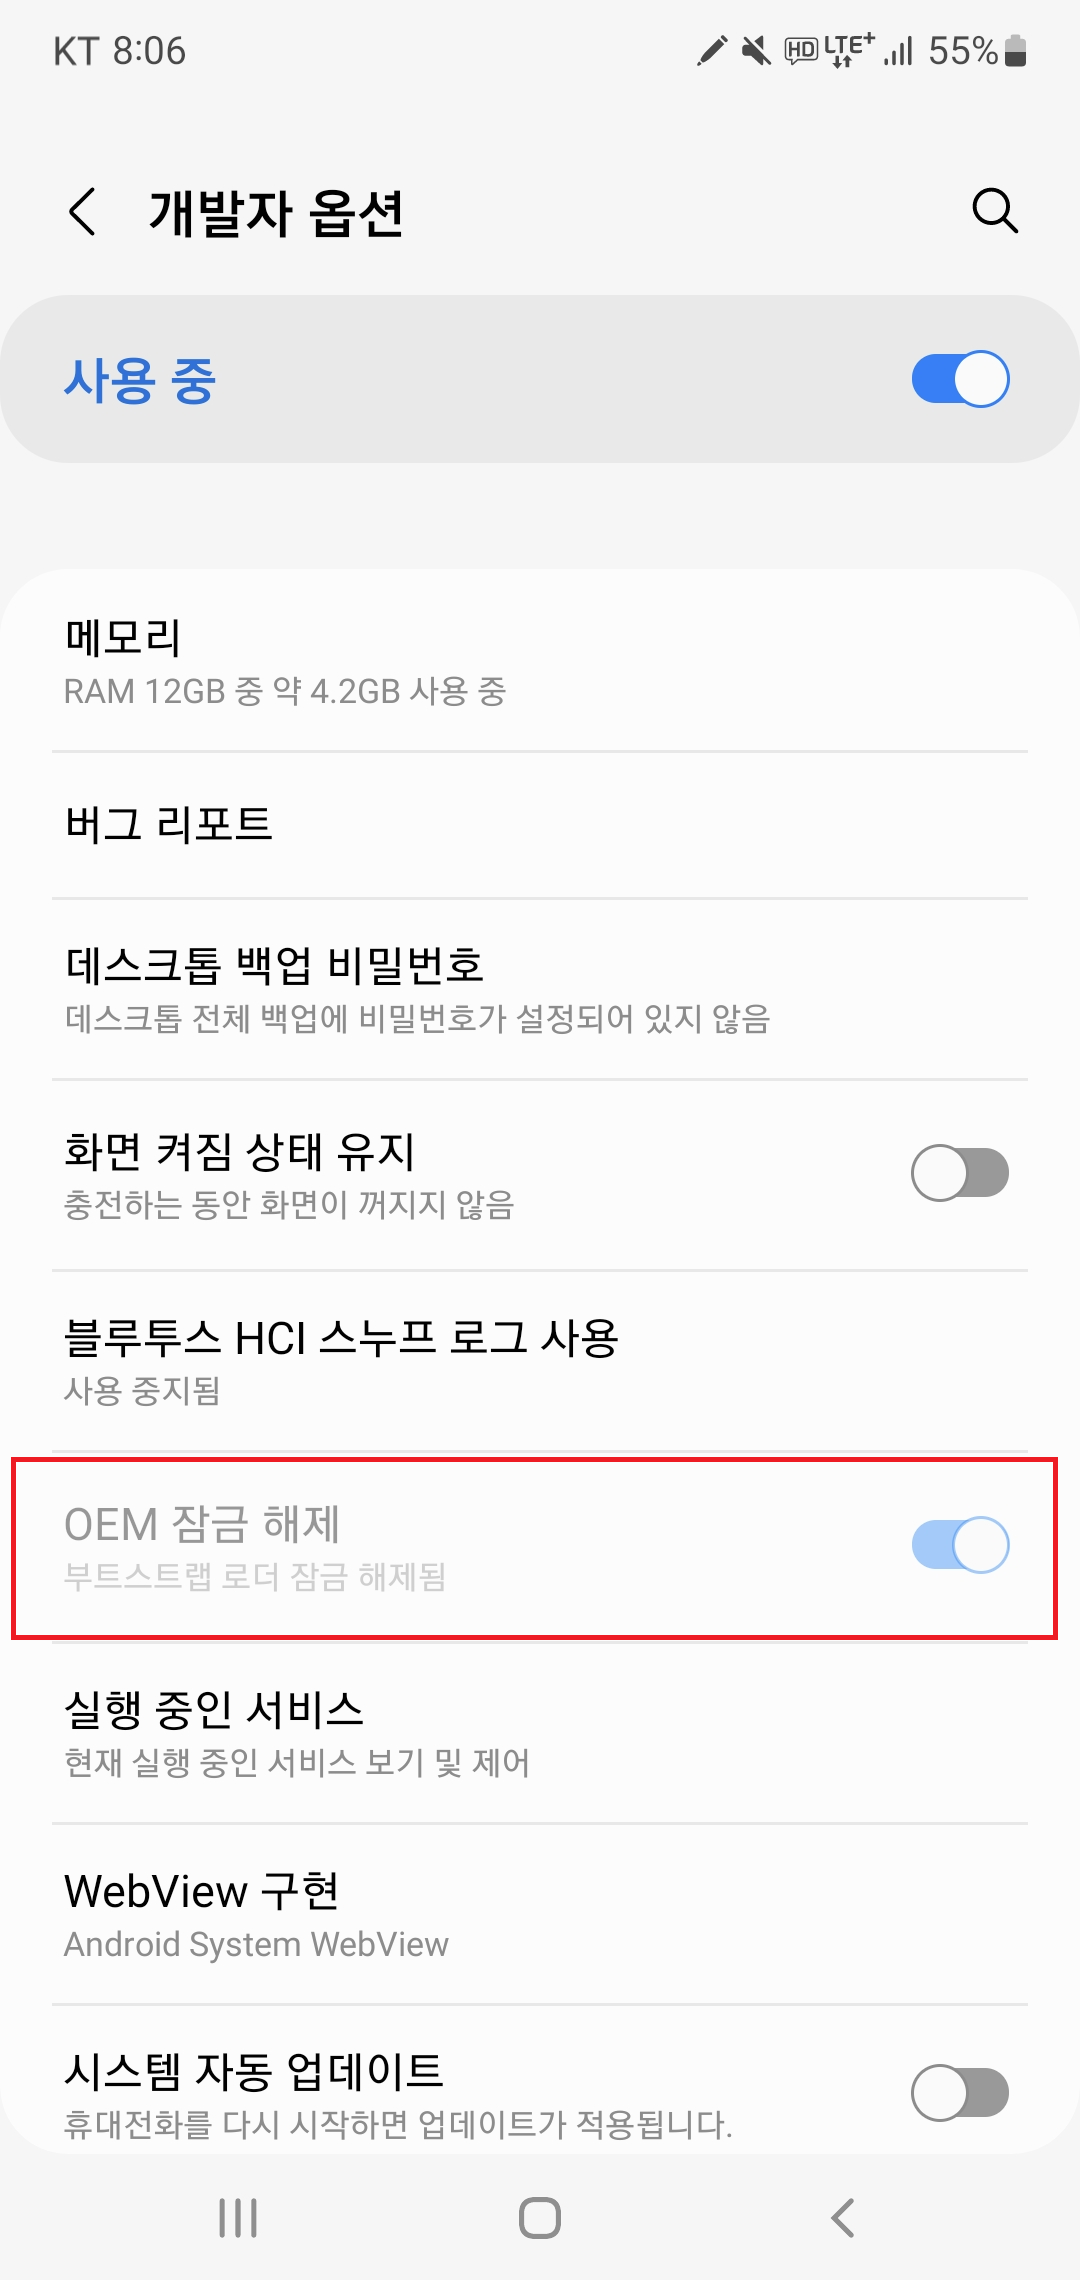 KT 8:06 HD LTE+ 55%
개발자 옵션
사용 중
메모리
RAM 12GB 중 약 4.2GB 사용 중
버그 리포트
데스크톱 백업 비밀번호
데스크톱 전체 백업에 비밀번호가 설정되어 있지 않음
화면 켜짐 상태 유지
충전하는 동안 화면이 꺼지지 않음
블루투스 HCI 스누프 로그 사용
사용 중지됨
OEM 잠금 해제
부트스트랩 로더 잠금 해제됨
실행 중인 서비스
현재 실행 중인 서비스 보기 및 제어
WebView 구현
Android System WebView
시스템 자동 업데이트
휴대전화를 다시 시작하면 업데이트가 적용됩니다.